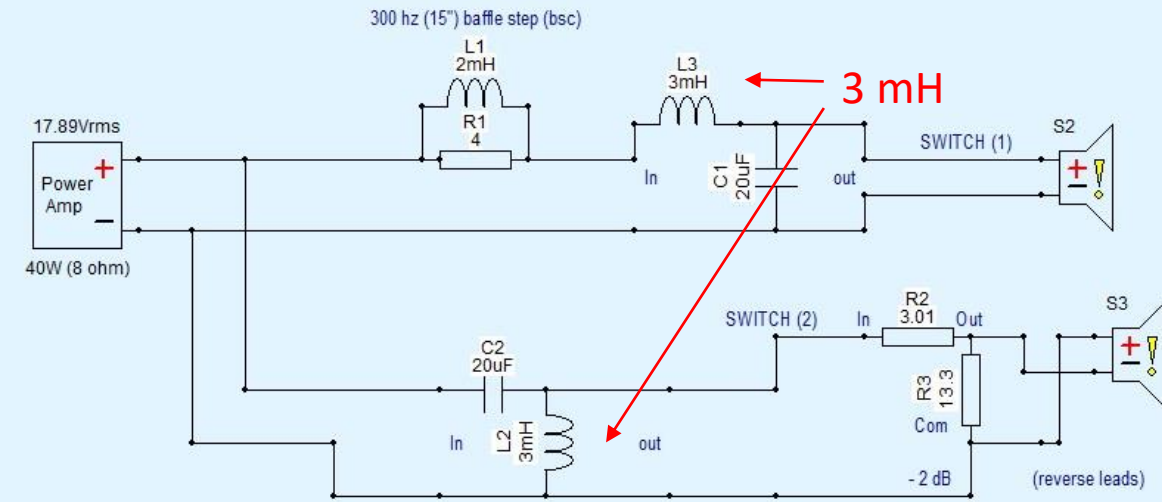 300 hz (15") baffle step (bsc)
L1
2mH
L3
3mH
3 mH
R1
4
17.89Vrms
Power
Amp
+
−
40W (8 ohm)
In
C1
20uF
out
SWITCH (1)
S2
+
−
SWITCH (2)
In
R2
3.01
Out
S3
+
−
C2
20uF
In
L2
3mH
out
R3
13.3
Com
- 2 dB
(reverse leads)